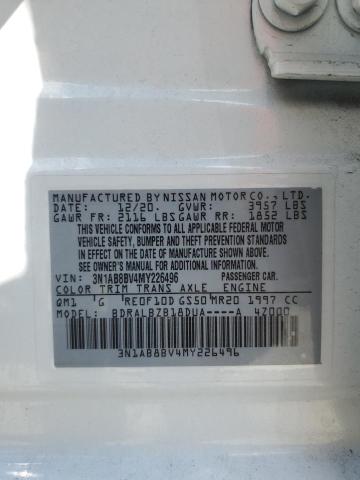 MANUFACTURED BY NISSAN MOTOR CO., LTD.
DATE: 12/20. GVWR: 3957 LBS
GAWR FR: 2116 LBS GAWR RR: 1852 LBS
THIS VEHICLE CONFORMS TO ALL APPLICABLE FEDERAL MOTOR
VEHICLE SAFETY, BUMPER AND THEFT PREVENTION STANDARDS
IN EFFECT ON THE DATE OF MANUFACTURE SHOWN ABOVE.
SEE OWNER'S MANUAL FOR ADDITIONAL INFORMATION.
VIN: 3N1AB8BV4MY226496 PASSENGER CAR.
COLOR TRIM TRANS AXLE ENGINE
QM1 G RE0F10D GS50 MR20 1997 CC
MODEL: BDRALBZB18DUA----A 4Z000
3N1AB8BV4MY226496